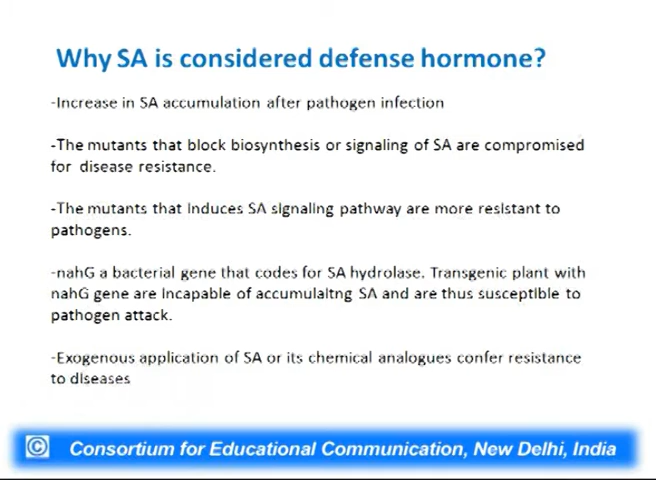 Why SA is considered defense hormone?
-Increase in SA accumulation after pathogen infection
-The mutants that block biosynthesis or signaling of SA are compromised
for disease resistance.
-The mutants that induces SA signaling pathway are more resistant to
pathogens.
-nahG a bacterial gene that codes for SA hydrolase. Transgenic plant with
nahG gene are incapable of accumulaitng SA and are thus susceptible to
pathogen attack.
-Exogenous application of SA or its chemical analogues confer resistance
to diseases
© Consortium for Educational Communication, New Delhi, India